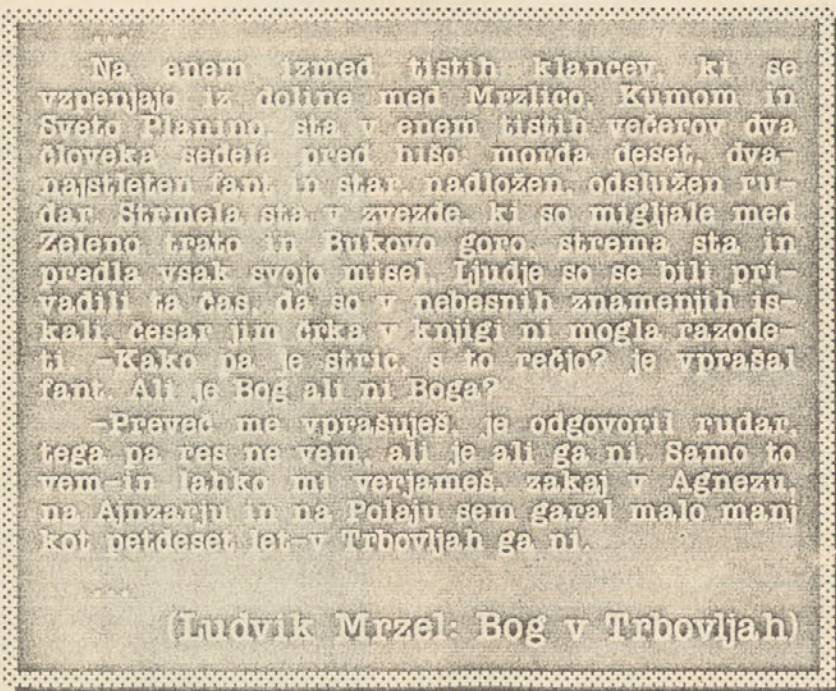 ...
Na enem izmed tistih klancev, ki se
vzpenjajo iz doline med Mrzlico, Kumom in
Sveto Planino, sta v enem tistih večerov dva
človeka sedela pred hišo: morda deset, dva-
najstleten fant in star, nadložen, odslužen ru-
dar. Strmela sta v zvezde, ki so migljale med
Zeleno trato in Bukovo goro, strema sta in
predla vsak svojo misel. Ljudje so se bili pri-
vadili ta čas, da so v nebesnih znamenjih is-
kali, česar jim črka v knjigi ni mogla razode-
ti. -Kako pa je stric, s to rečjo? je vprašal
fant. Ali je Bog ali ni Boga?
-Preveč me vprašuješ, je odgovoril rudar,
tega pa res ne vem, ali je ali ga ni. Samo to
vem-in lahko mi verjameš, zakaj v Agnezu,
na Ajnzarju in na Polaju sem garal malo manj
kot petdeset let-v Trbovljah ga ni.
...
(Ludvik Mrzel: Bog v Trbovljah)